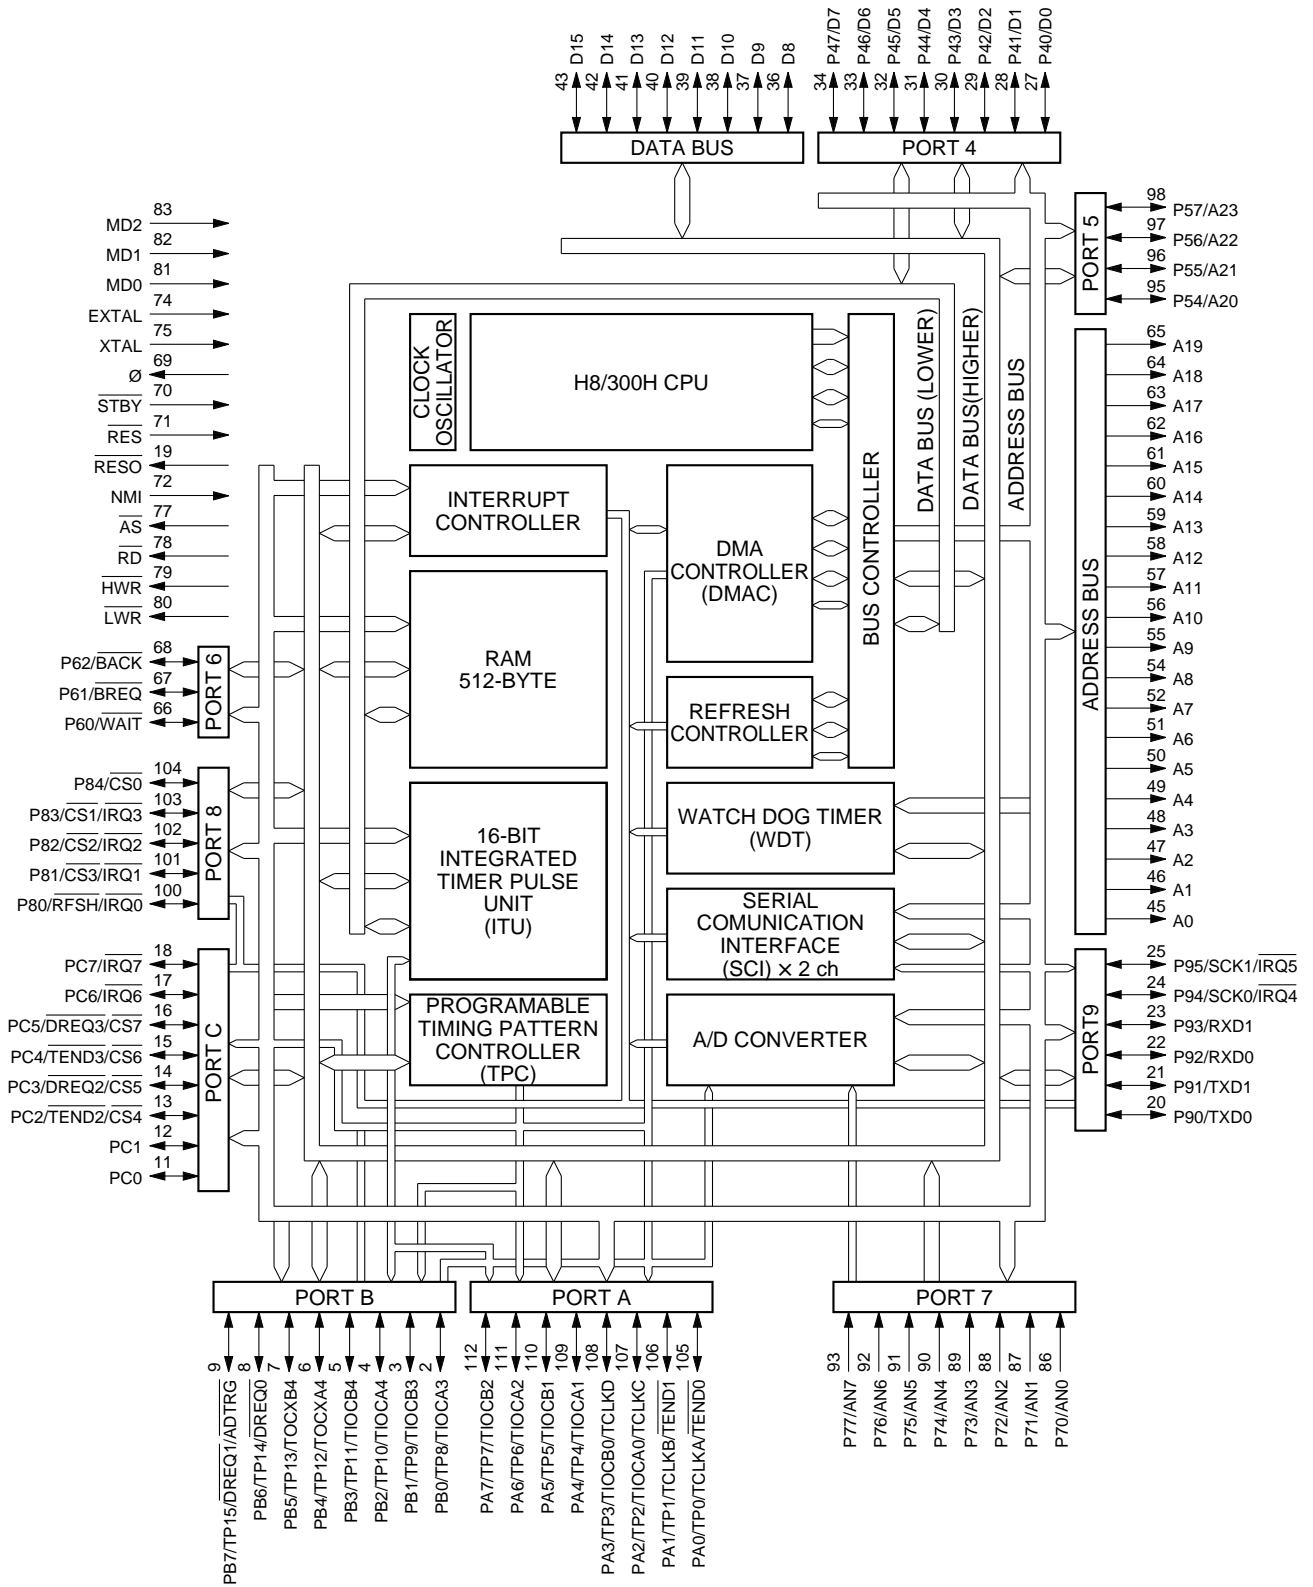 43 D15
42 D14
41 D13
40 D12
39 D11
38 D10
37 D9
36 D8
34 P47/D7
33 P46/D6
32 P45/D5
31 P44/D4
30 P43/D3
29 P42/D2
28 P41/D1
27 P40/D0
DATA BUS
PORT 4
MD2 83
MD1 82
MD0 81
EXTAL 74
XTAL 75
Ø 69
STBY 70
RES 71
RESO 19
NMI 72
AS 77
RD 78
HWR 79
LWR 80
P62/BACK 68
P61/BREQ 67
P60/WAIT 66
PORT 6
P84/CS0 104
P83/CS1/IRQ3 103
P82/CS2/IRQ2 102
P81/CS3/IRQ1 101
P80/RFSH/IRQ0 100
PORT 8
PC7/IRQ7 18
PC6/IRQ6 17
PC5/DREQ3/CS7 16
PC4/TEND3/CS6 15
PC3/DREQ2/CS5 14
PC2/TEND2/CS4 13
PC1 12
PC0 11
PORT C
CLOCK
OSCILLATOR
H8/300H CPU
INTERRUPT
CONTROLLER
RAM
512-BYTE
16-BIT
INTEGRATED
TIMER PULSE
UNIT
(ITU)
PROGRAMABLE
TIMING PATTERN
CONTROLLER
(TPC)
DMA
CONTROLLER
(DMAC)
REFRESH
CONTROLLER
BUS CONTROLLER
WATCH DOG TIMER
(WDT)
SERIAL
COMUNICATION
INTERFACE
(SCI) × 2 ch
A/D CONVERTER
DATA BUS (LOWER)
DATA BUS(HIGHER)
ADDRESS BUS
PORT 5
98 P57/A23
97 P56/A22
96 P55/A21
95 P54/A20
ADDRESS BUS
65 A19
64 A18
63 A17
62 A16
61 A15
60 A14
59 A13
58 A12
57 A11
56 A10
55 A9
54 A8
52 A7
51 A6
50 A5
49 A4
48 A3
47 A2
46 A1
45 A0
PORT9
25 P95/SCK1/IRQ5
24 P94/SCK0/IRQ4
23 P93/RXD1
22 P92/RXD0
21 P91/TXD1
20 P90/TXD0
PORT B
PORT A
PORT 7
9 PB7/TP15/DREQ1/ADTRG
8 PB6/TP14/DREQ0
7 PB5/TP13/TOCXB4
6 PB4/TP12/TOCXA4
5 PB3/TP11/TIOCB4
4 PB2/TP10/TIOCA4
3 PB1/TP9/TIOCB3
2 PB0/TP8/TIOCA3
112 PA7/TP7/TIOCB2
111 PA6/TP6/TIOCA2
110 PA5/TP5/TIOCB1
109 PA4/TP4/TIOCA1
108 PA3/TP3/TIOCB0/TCLKD
107 PA2/TP2/TIOCA0/TCLKC
106 PA1/TP1/TCLKB/TEND1
105 PA0/TP0/TCLKA/TEND0
93 P77/AN7
92 P76/AN6
91 P75/AN5
90 P74/AN4
89 P73/AN3
88 P72/AN2
87 P71/AN1
86 P70/AN0